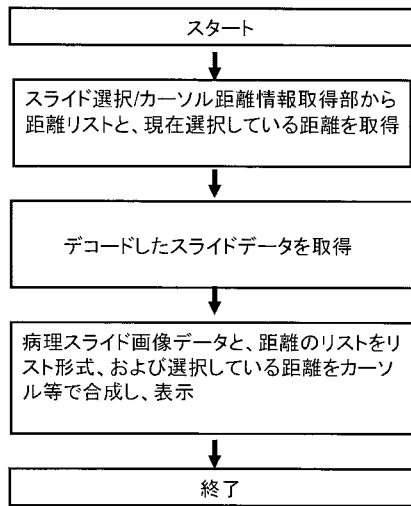 スタート
スライド選択/カーソル距離情報取得部から
距離リストと、現在選択している距離を取得
デコードしたスライドデータを取得
病理スライド画像データと、距離のリストをリ
スト形式、および選択している距離をカーソ
ル等で合成し、表示
終了